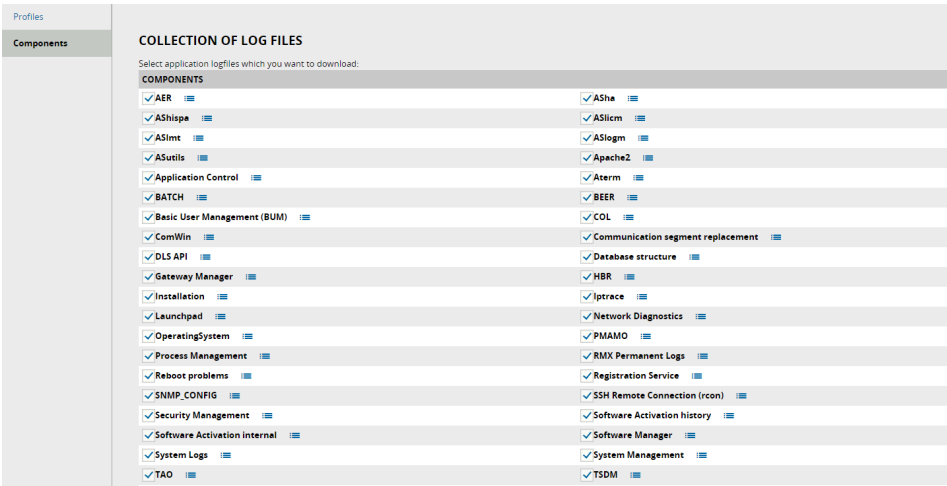 Profiles
Components
COLLECTION OF LOG FILES
Select application logfiles which you want to download:
COMPONENTS
AER ASha
AShispa ASlicm
ASlmt ASlogm
ASutils Apache2
Application Control Aterm
BATCH BEER
Basic User Management (BUM) COL
ComWin Communication segment replacement
DLS API Database structure
Gateway Manager HBR
Installation Iptrace
Launchpad Network Diagnostics
OperatingSystem PMAMO
Process Management RMX Permanent Logs
Reboot problems Registration Service
SNMP_CONFIG SSH Remote Connection (rcon)
Security Management Software Activation history
Software Activation internal Software Manager
System Logs System Management
TAO TSDM